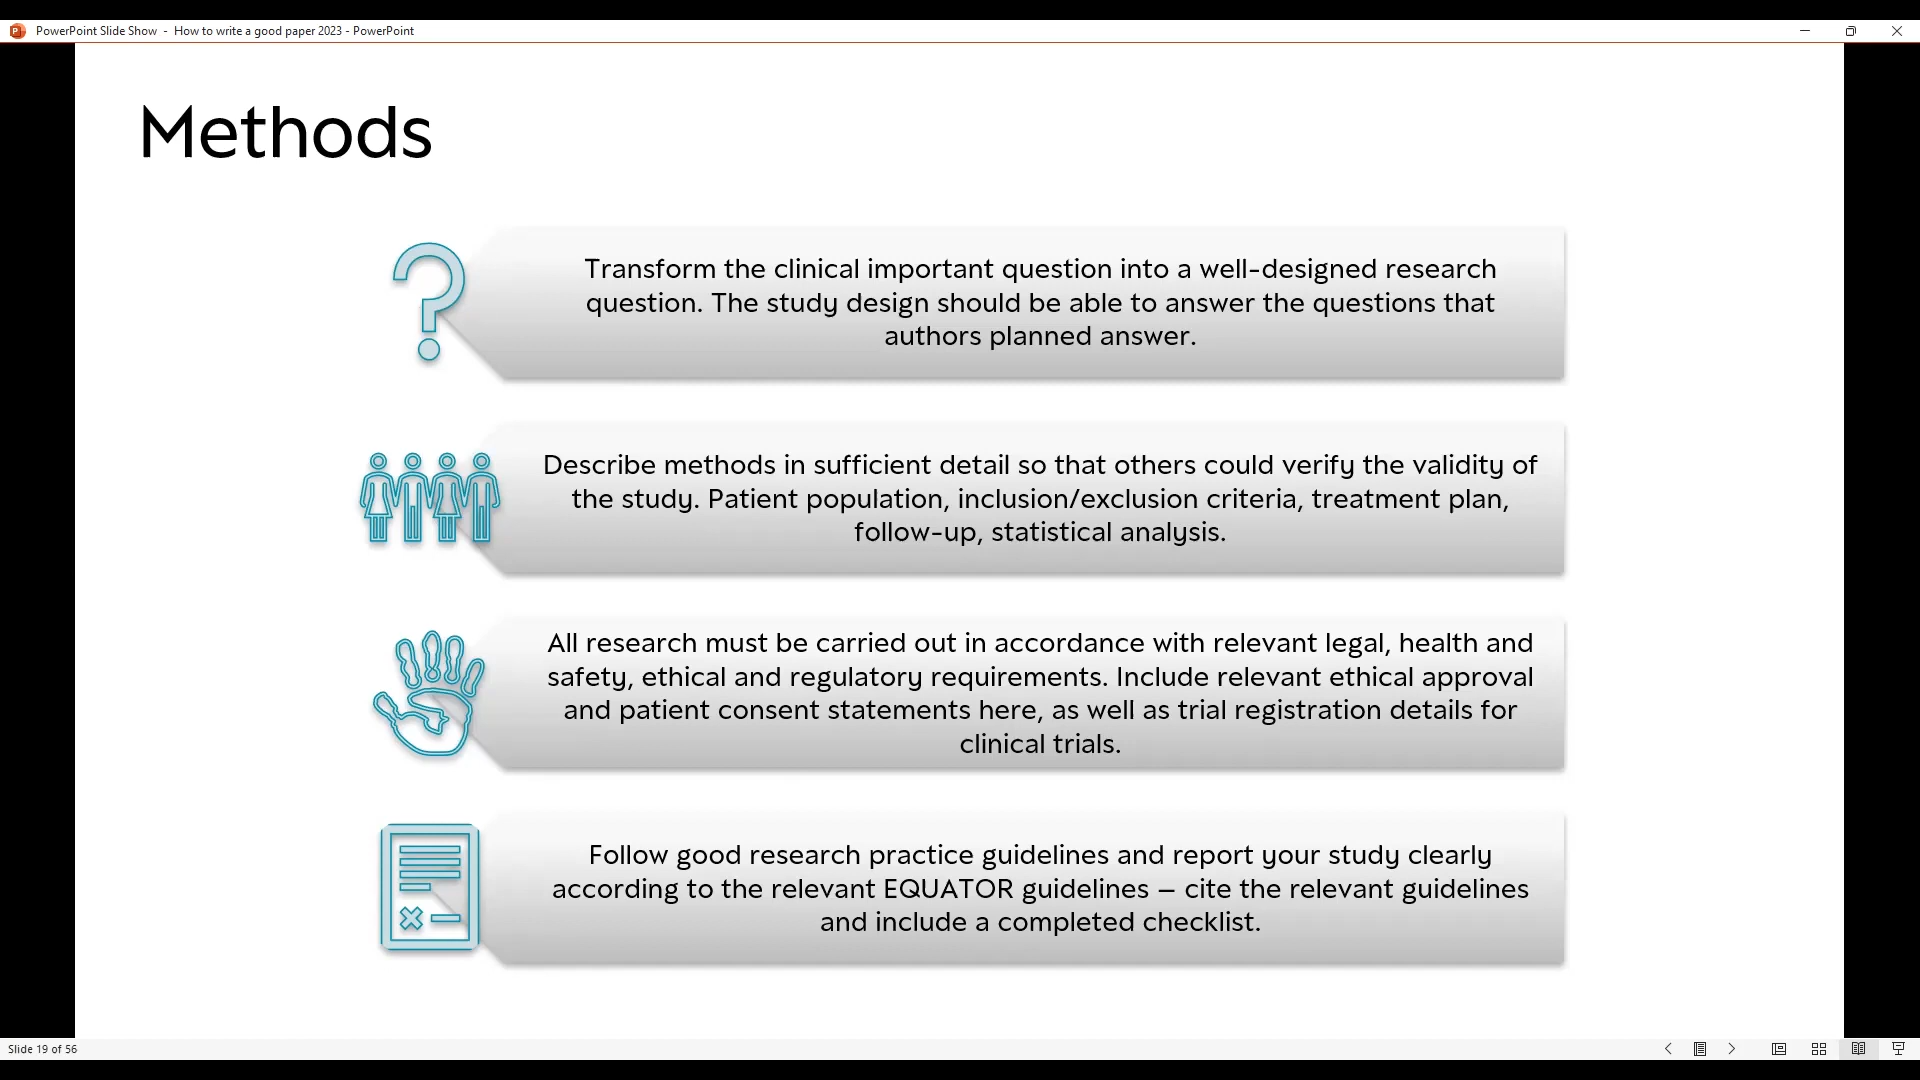 PowerPoint Slide Show - How to write a good paper 2023 - PowerPoint
Methods
Transform the clinical important question into a well-designed research
question. The study design should be able to answer the questions that
authors planned answer.
Describe methods in sufficient detail so that others could verify the validity of
the study. Patient population, inclusion/exclusion criteria, treatment plan,
follow-up, statistical analysis.
All research must be carried out in accordance with relevant legal, health and
safety, ethical and regulatory requirements. Include relevant ethical approval
and patient consent statements here, as well as trial registration details for
clinical trials.
Follow good research practice guidelines and report your study clearly
according to the relevant EQUATOR guidelines – cite the relevant guidelines
and include a completed checklist.
Slide 19 of 56